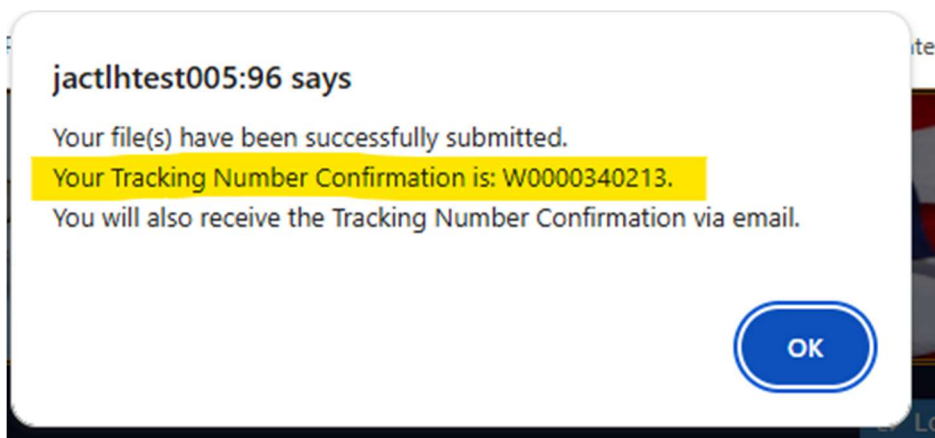 jactlhtest005:96 says
Your file(s) have been successfully submitted.
Your Tracking Number Confirmation is: W0000340213.
You will also receive the Tracking Number Confirmation via email.
OK